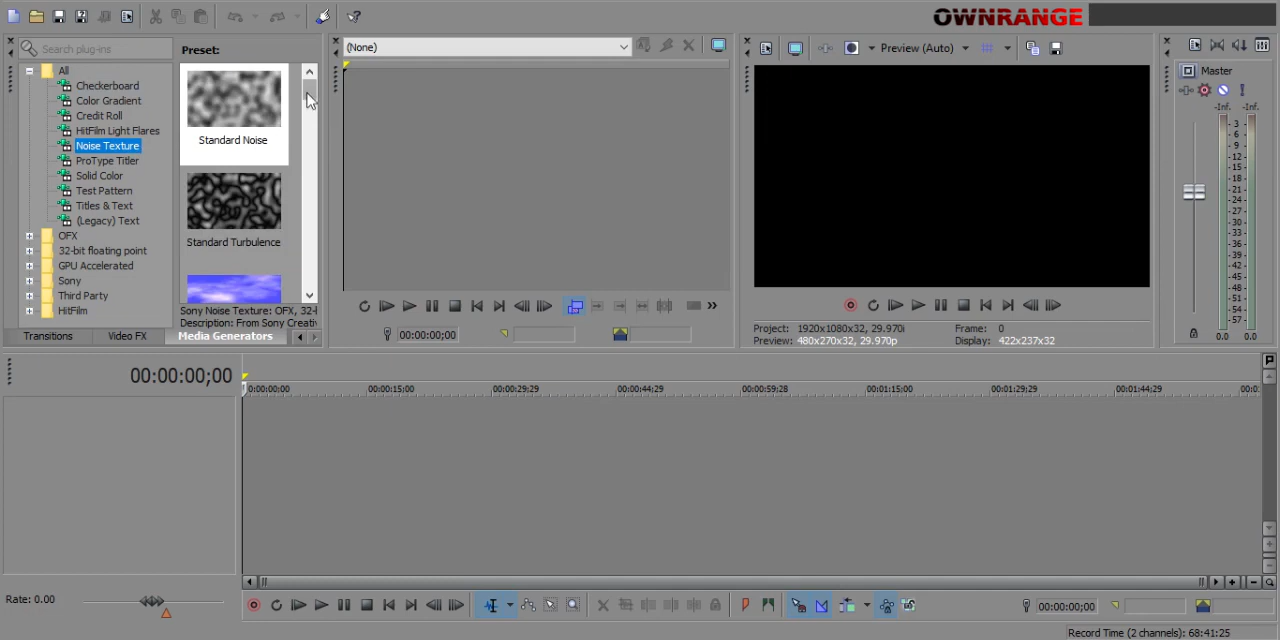 OWNRANGE
Search plug-ins
Preset:
(None)
Preview (Auto)
Master
All
Checkerboard
Color Gradient
Credit Roll
HitFilm Light Flares
Noise Texture
ProType Titler
Solid Color
Test Pattern
Titles & Text
(Legacy) Text
OFX
32-bit floating point
GPU Accelerated
Sony
Third Party
HitFilm
Standard Noise
Standard Turbulence
Sony Noise Texture: OFX, 32-
Description: From Sony Creativ
Transitions
Video FX
Media Generators
00:00:00;00
Project: 1920x1080x32, 29.970i
Frame: 0
Preview: 480x270x32, 29.970p
Display: 422x237x32
-Inf. -Inf.
- 3 -
- 6 -
- 9 -
-12-
-15-
-18-
-21-
-24-
-27-
-30-
-33-
-36-
-39-
-42-
-45-
-48-
-51-
-54-
-57-
0.0 0.0
00:00:00;00
0:00:00;00 00:00:15;00 00:00:29;29 00:00:44;29 00:00:59;28 00:01:15;00 00:01:29;29 00:01:44;29
Rate: 0.00
00:00:00;00
Record Time (2 channels): 68:41:25